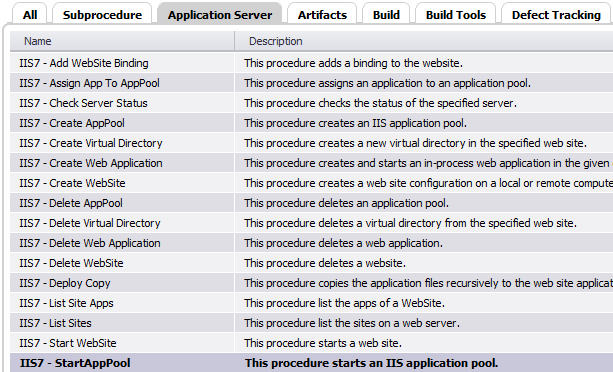 All Subprocedure Application Server Artifacts Build Build Tools Defect Tracking
Name Description
IIS7 - Add WebSite Binding This procedure adds a binding to the website.
IIS7 - Assign App To AppPool This procedure assigns an application to an application pool.
IIS7 - Check Server Status This procedure checks the status of the specified server.
IIS7 - Create AppPool This procedure creates an IIS application pool.
IIS7 - Create Virtual Directory This procedure creates a new virtual directory in the specified web site.
IIS7 - Create Web Application This procedure creates and starts an in-process web application in the given
IIS7 - Create WebSite This procedure creates a web site configuration on a local or remote compute
IIS7 - Delete AppPool This procedure deletes an application pool.
IIS7 - Delete Virtual Directory This procedure deletes a virtual directory from the specified web site.
IIS7 - Delete Web Application This procedure deletes a web application.
IIS7 - Delete WebSite This procedure deletes a website.
IIS7 - Deploy Copy This procedure copies the application files recursively to the web site applicat
IIS7 - List Site Apps This procedure list the apps of a WebSite.
IIS7 - List Sites This procedure list the sites on a web server.
IIS7 - Start WebSite This procedure starts a web site.
IIS7 - StartAppPool This procedure starts an IIS application pool.